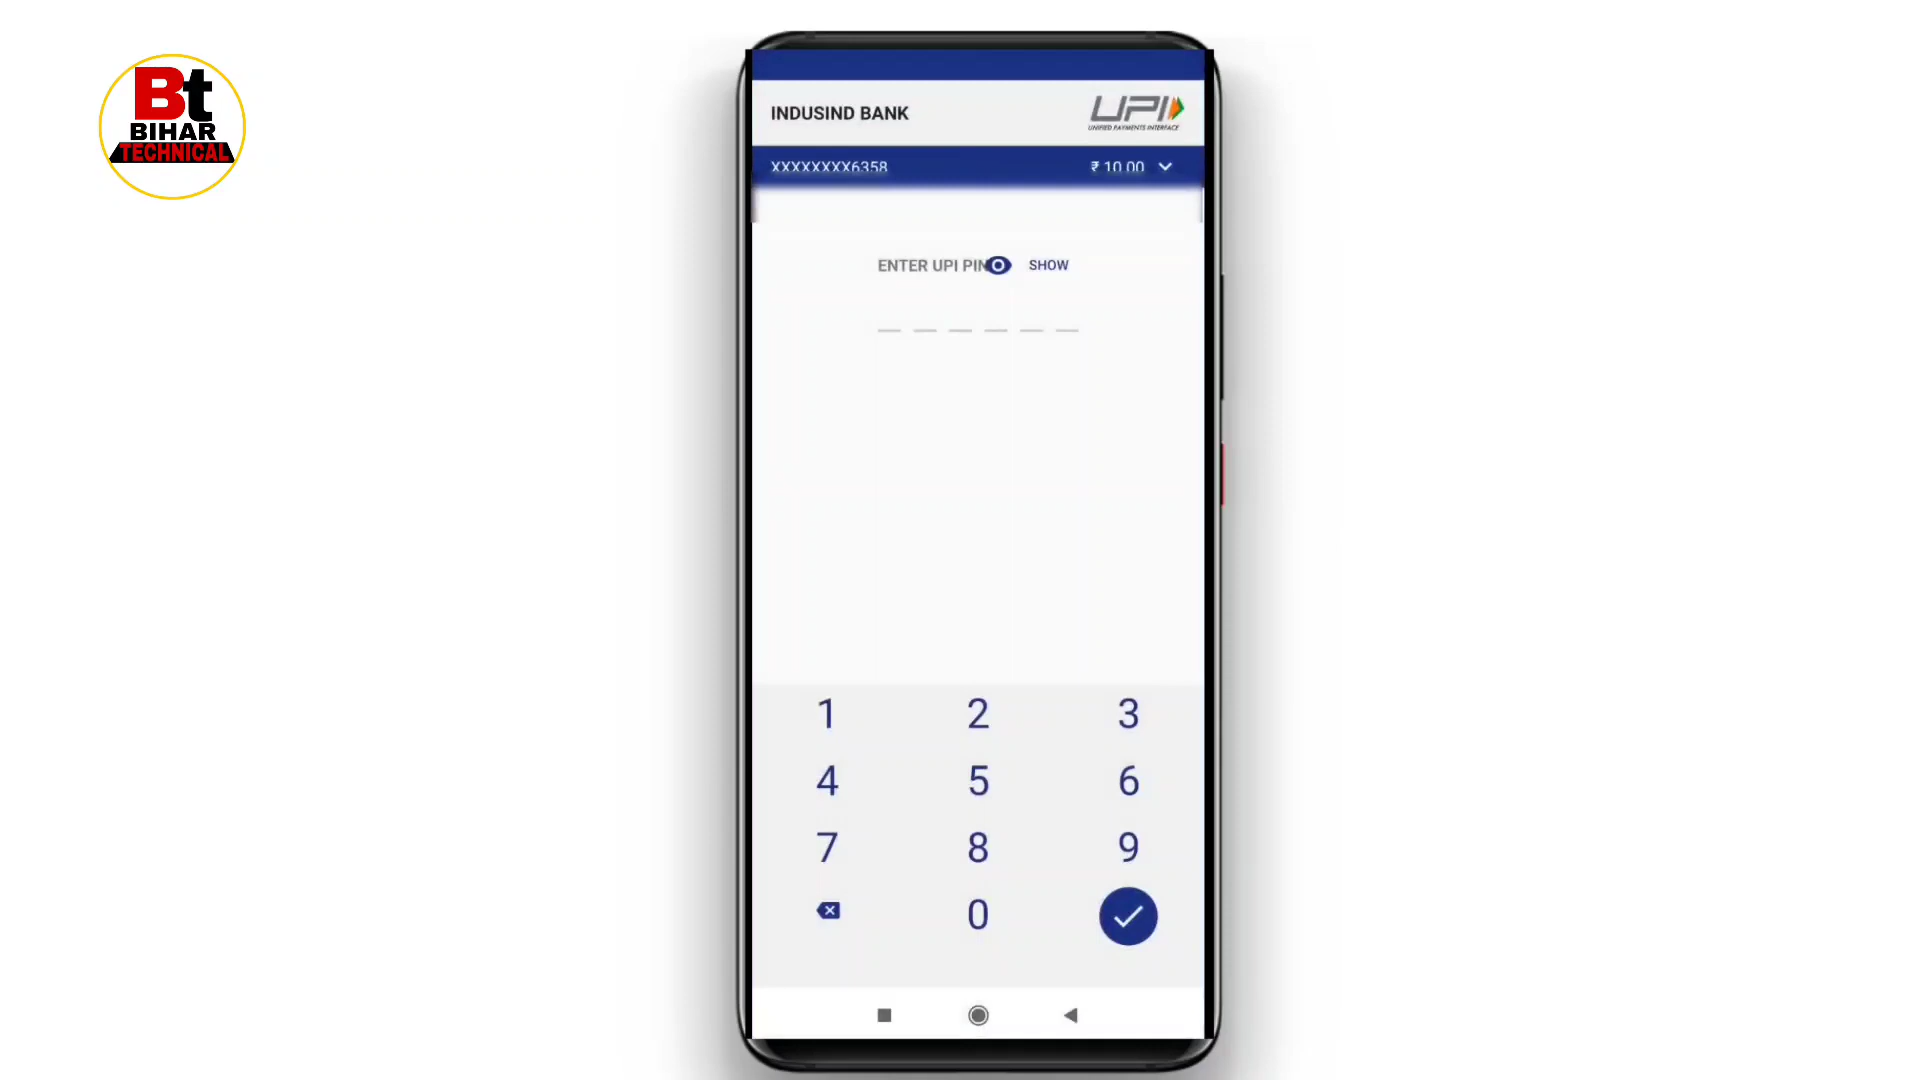 Bt
BIHAR
TECHNICAL
INDUSIND BANK
UPI
UNIFIED PAYMENTS INTERFACE
XXXXXXXX6358
₹ 10.00
ENTER UPI PIN
SHOW
1 2 3
4 5 6
7 8 9
0